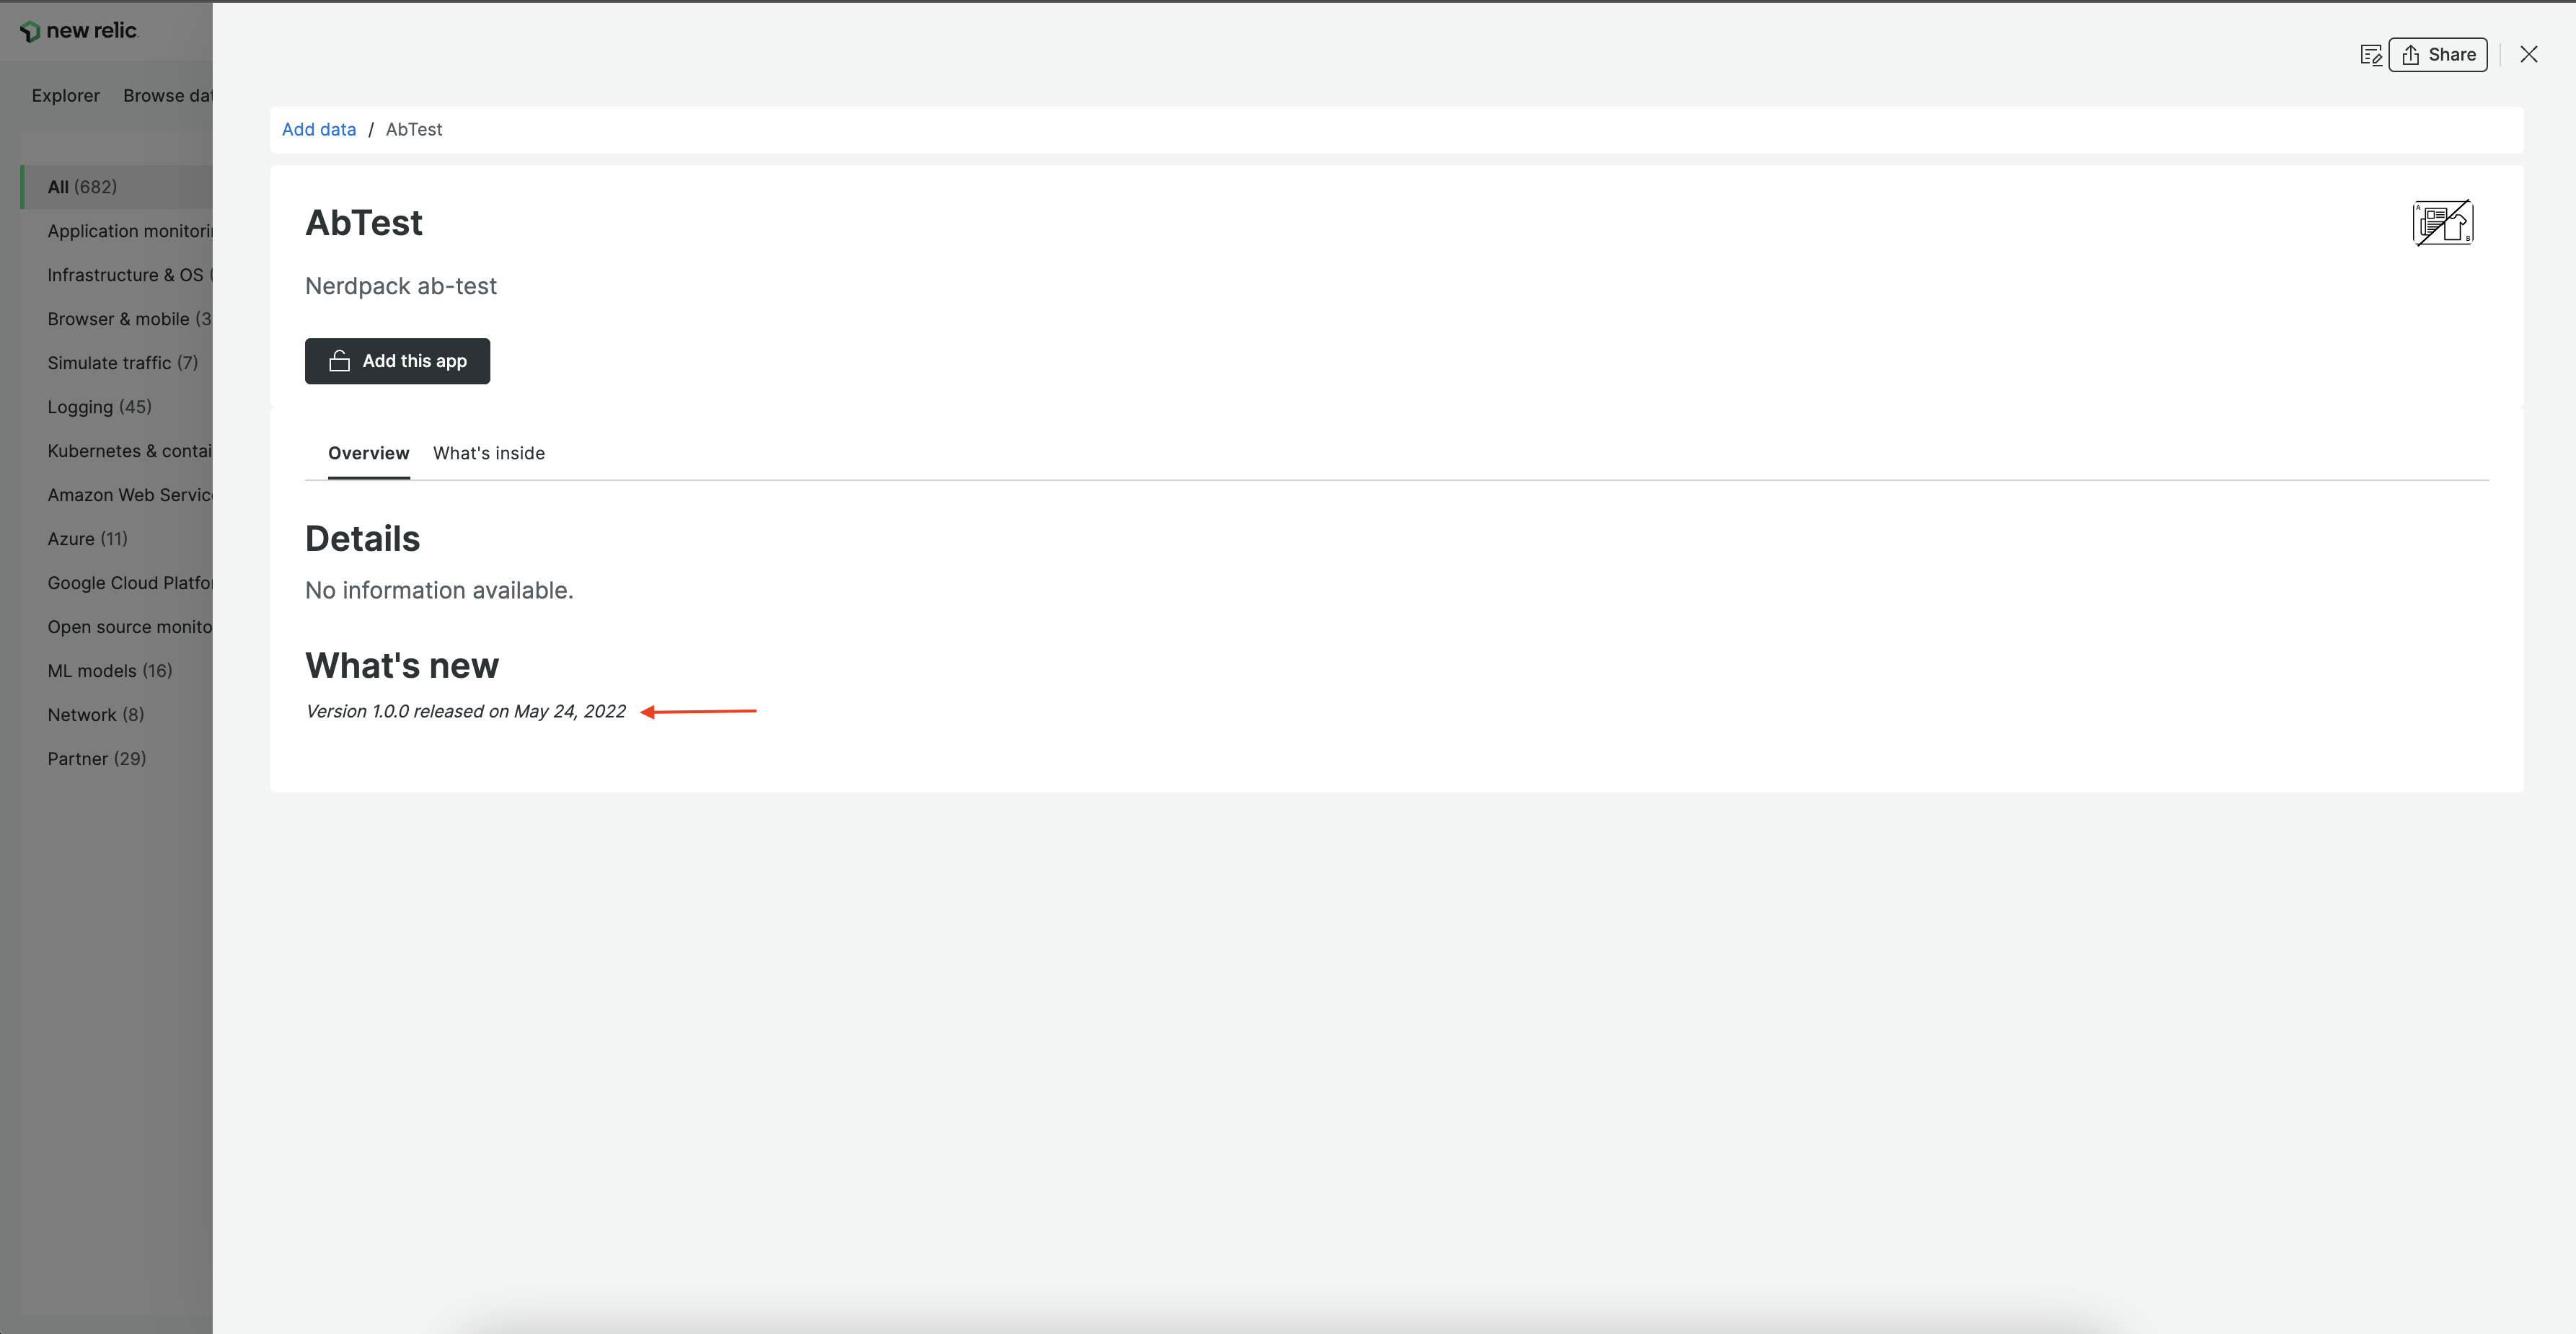 new relic
Share
Explorer Browse dat
Add data / AbTest
All (682)
Application monitorin
Infrastructure & OS (
Browser & mobile (3
Simulate traffic (7)
Logging (45)
Kubernetes & contai
Amazon Web Servic
Azure (11)
Google Cloud Platfor
Open source monito
ML models (16)
Network (8)
Partner (29)
AbTest
A
B
Nerdpack ab-test
Add this app
Overview What's inside
Details
No information available.
What's new
Version 1.0.0 released on May 24, 2022